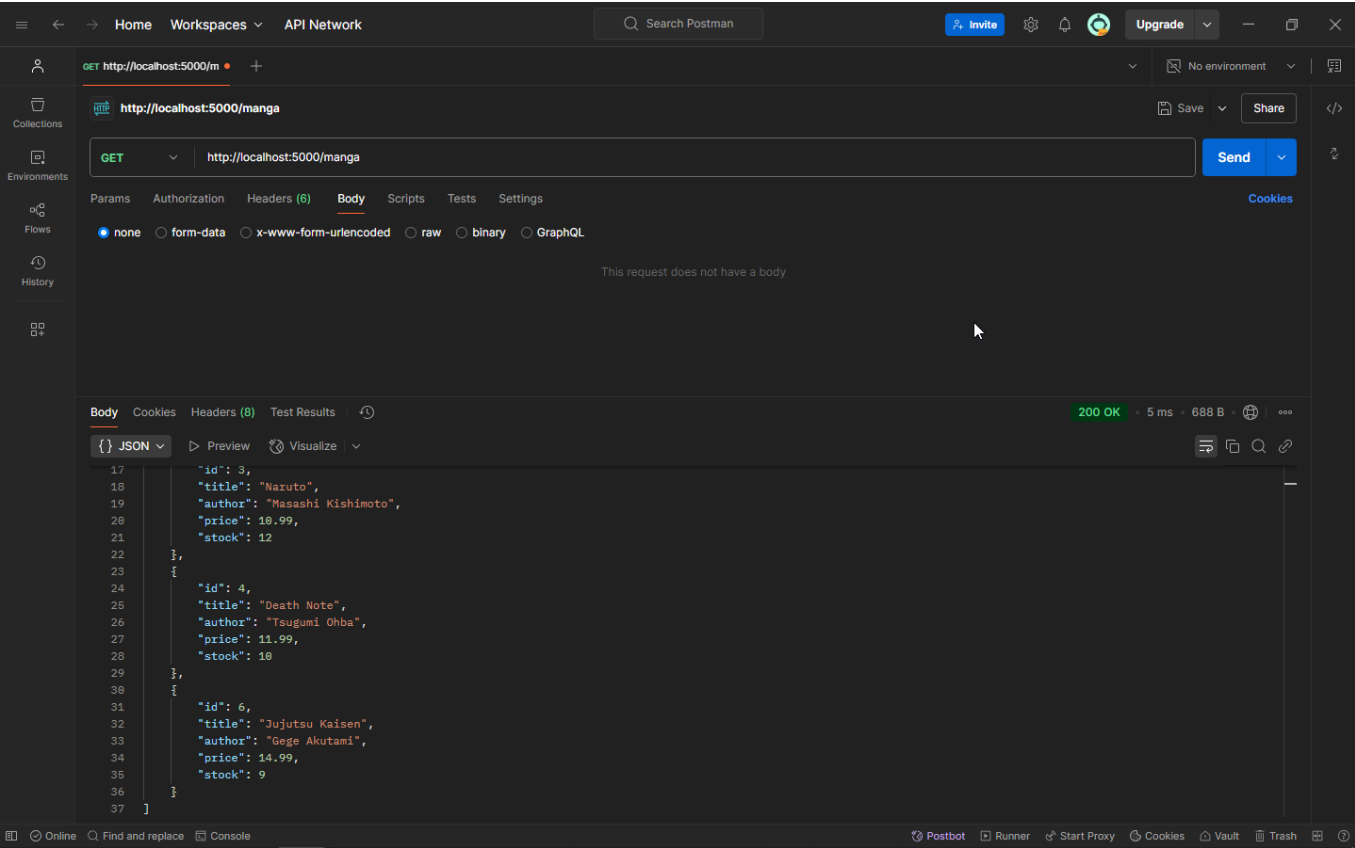 Home Workspaces API Network Search Postman Invite Upgrade
GET http://localhost:5000/m No environment
http://localhost:5000/manga Save Share
Collections
GET http://localhost:5000/manga Send
Environments
Params Authorization Headers (6) Body Scripts Tests Settings Cookies
Flows
none form-data x-www-form-urlencoded raw binary GraphQL
This request does not have a body
History
Body Cookies Headers (8) Test Results 200 OK 5 ms 688 B
{} JSON Preview Visualize
17 "id": 3,
18 "title": "Naruto",
19 "author": "Masashi Kishimoto",
20 "price": 10.99,
21 "stock": 12
22 },
23 {
24 "id": 4,
25 "title": "Death Note",
26 "author": "Tsugumi Ohba",
27 "price": 11.99,
28 "stock": 10
29 },
30 {
31 "id": 6,
32 "title": "Jujutsu Kaisen",
33 "author": "Gege Akutami",
34 "price": 14.99,
35 "stock": 9
36 }
37 ]
Online Find and replace Console Postbot Runner Start Proxy Cookies Vault Trash